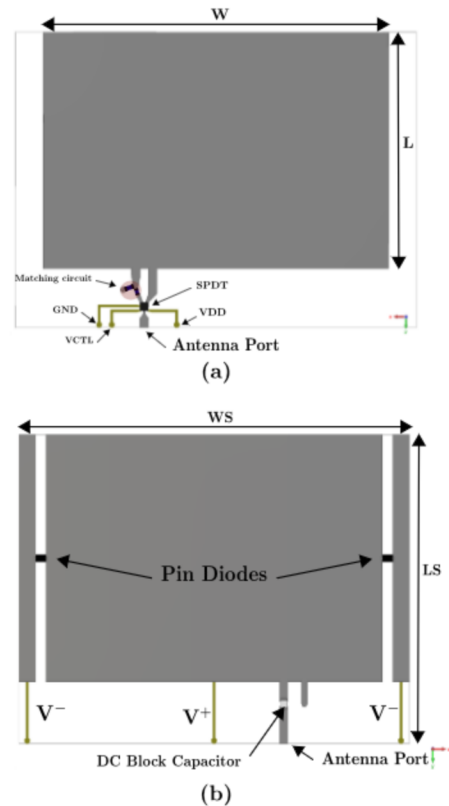 W
L
Matching circuit
SPDT
GND
VDD
VCTL
Antenna Port
(a)
WS
Pin Diodes
LS
V⁻
V⁺
V⁻
DC Block Capacitor
Antenna Port
(b)